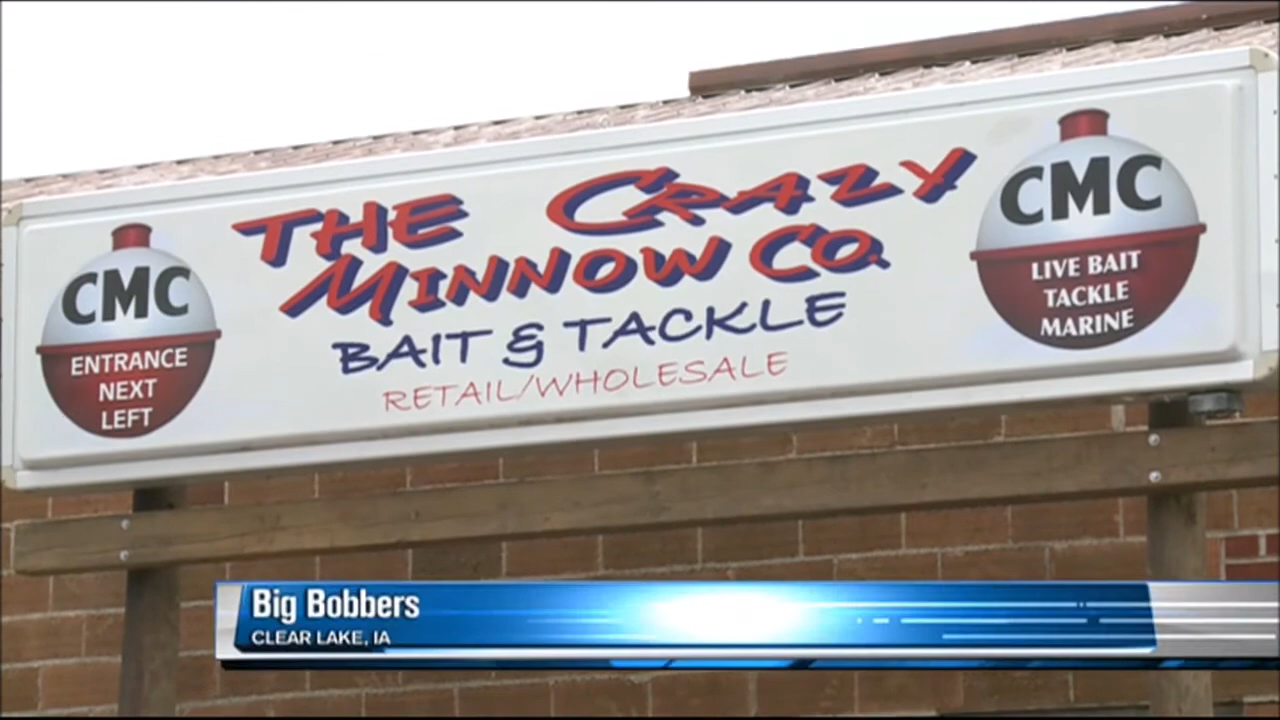 THE CRAZY
MINNOW CO.
BAIT & TACKLE
RETAIL/WHOLESALE
CMC
ENTRANCE
NEXT
LEFT
CMC
LIVE BAIT
TACKLE
MARINE
Big Bobbers
CLEAR LAKE, IA